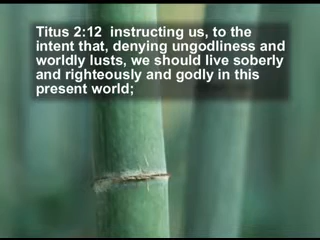 Titus 2:12  instructing us, to the
intent that, denying ungodliness and
worldly lusts, we should live soberly
and righteously and godly in this
present world;